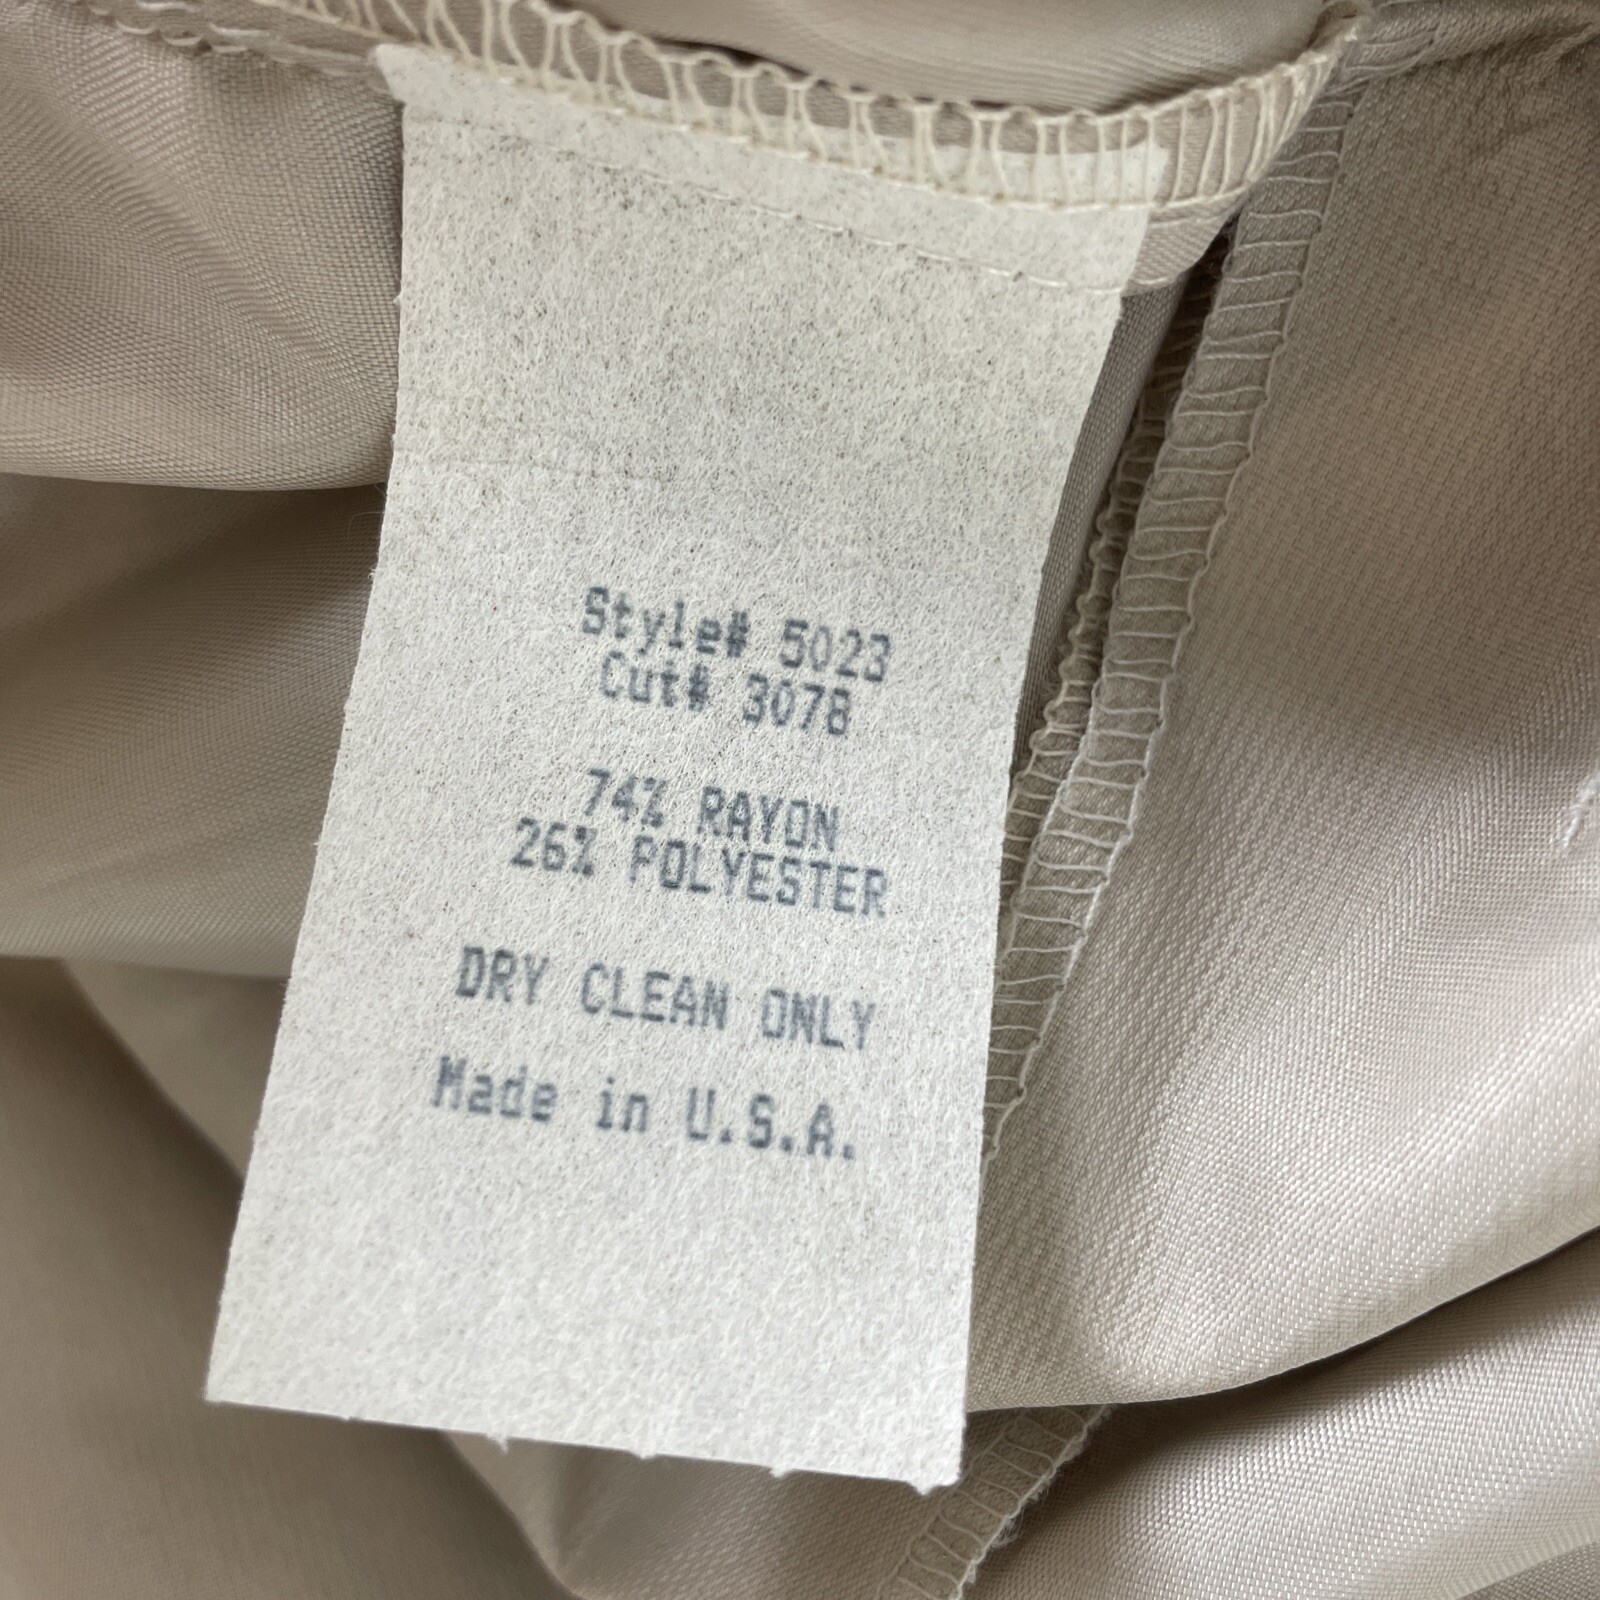 Style# 5023
Cut# 3078
74% RAYON
26% POLYESTER
DRY CLEAN ONLY
Made in U.S.A.